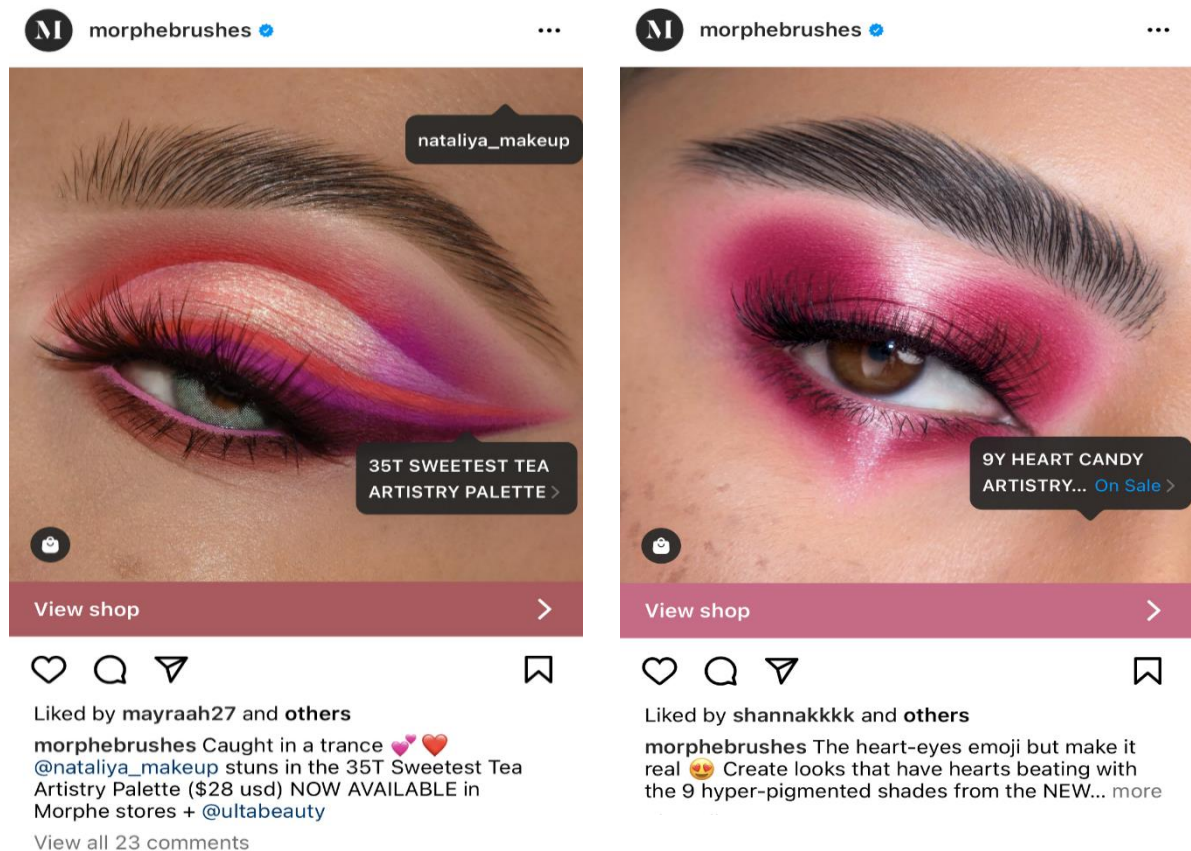 M morphebrushes
nataliya_makeup
35T SWEETEST TEA
ARTISTRY PALETTE >
View shop
Liked by mayraah27 and others
morphebrushes Caught in a trance 💕 ❤️
@nataliya_makeup stuns in the 35T Sweetest Tea
Artistry Palette ($28 usd) NOW AVAILABLE in
Morphe stores + @ultabeauty
View all 23 comments
M morphebrushes
9Y HEART CANDY
ARTISTRY... On Sale >
View shop
Liked by shannakkkk and others
morphebrushes The heart-eyes emoji but make it
real 😍 Create looks that have hearts beating with
the 9 hyper-pigmented shades from the NEW... more